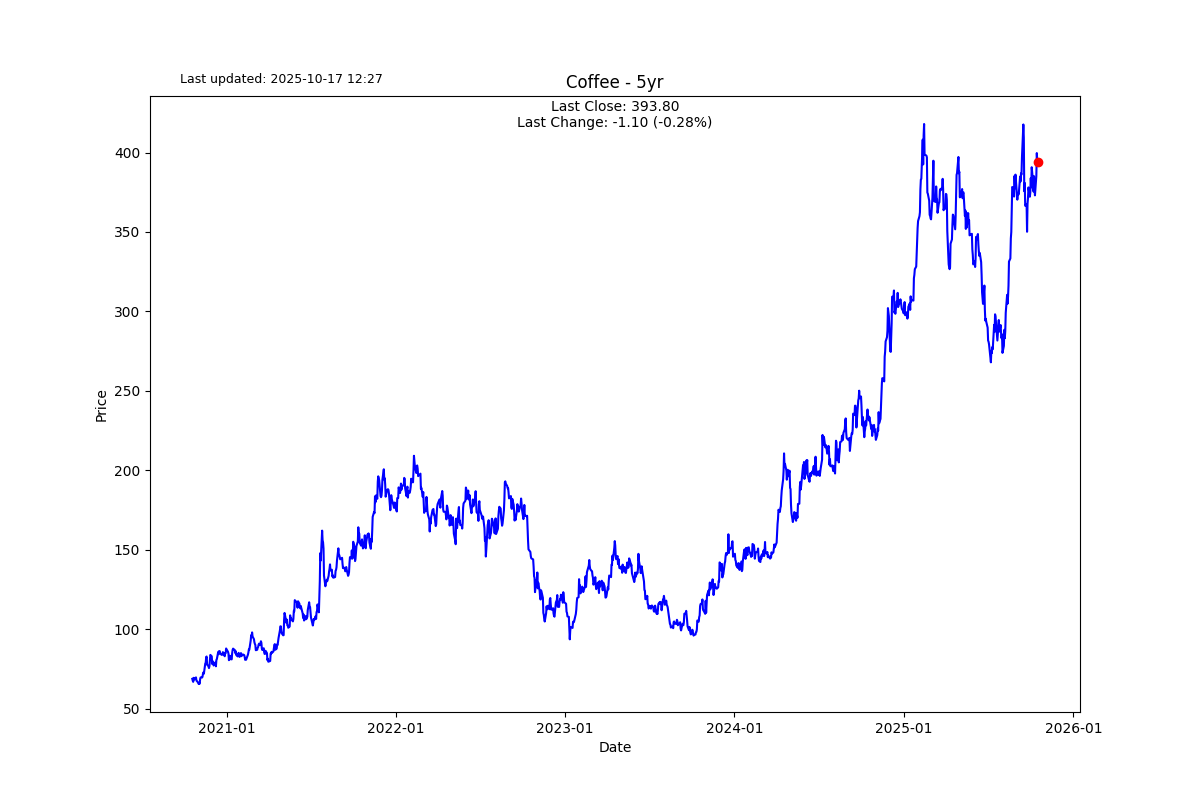 Last updated: 2025-10-17 12:27
Coffee - 5yr
Last Close: 393.80
Last Change: -1.10 (-0.28%)
400
350
300
250
200
150
100
50
Price
2021-01
2022-01
2023-01
2024-01
2025-01
2026-01
Date